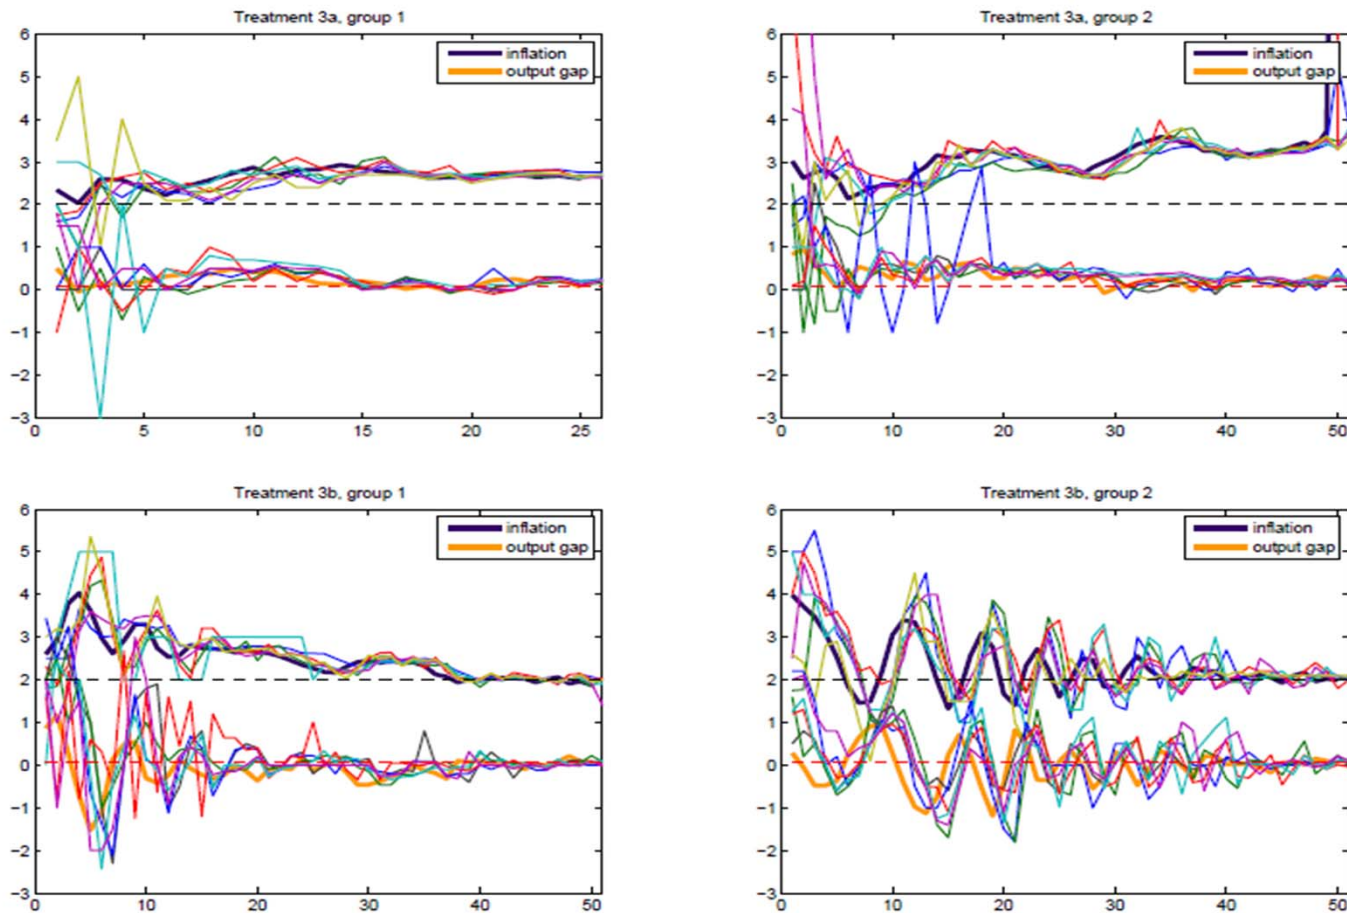 Treatment 3a, group 1
6
inflation
output gap
5
4
3
2
1
0
−1
−2
−3
0 5 10 15 20 25
Treatment 3a, group 2
6
inflation
output gap
5
4
3
2
1
0
−1
−2
−3
0 10 20 30 40 50
Treatment 3b, group 1
6
inflation
output gap
5
4
3
2
1
0
−1
−2
−3
0 10 20 30 40 50
Treatment 3b, group 2
6
inflation
output gap
5
4
3
2
1
0
−1
−2
−3
0 10 20 30 40 50